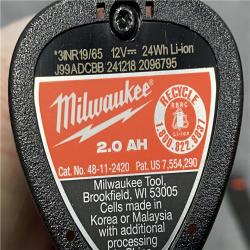 *3INR19/65 12V⎓ 24Wh Li-ion
J99ADCBB 241218 2096795
Milwaukee
2.0 AH
RECYCLE
RBRC
Li-ion
1.800.822.8837
Cat. No. 48-11-2420 Pat. US 7,554,290
Milwaukee Tool,
Brookfield, WI 53005
Cells made in
Korea or Malaysia
with additional
processing